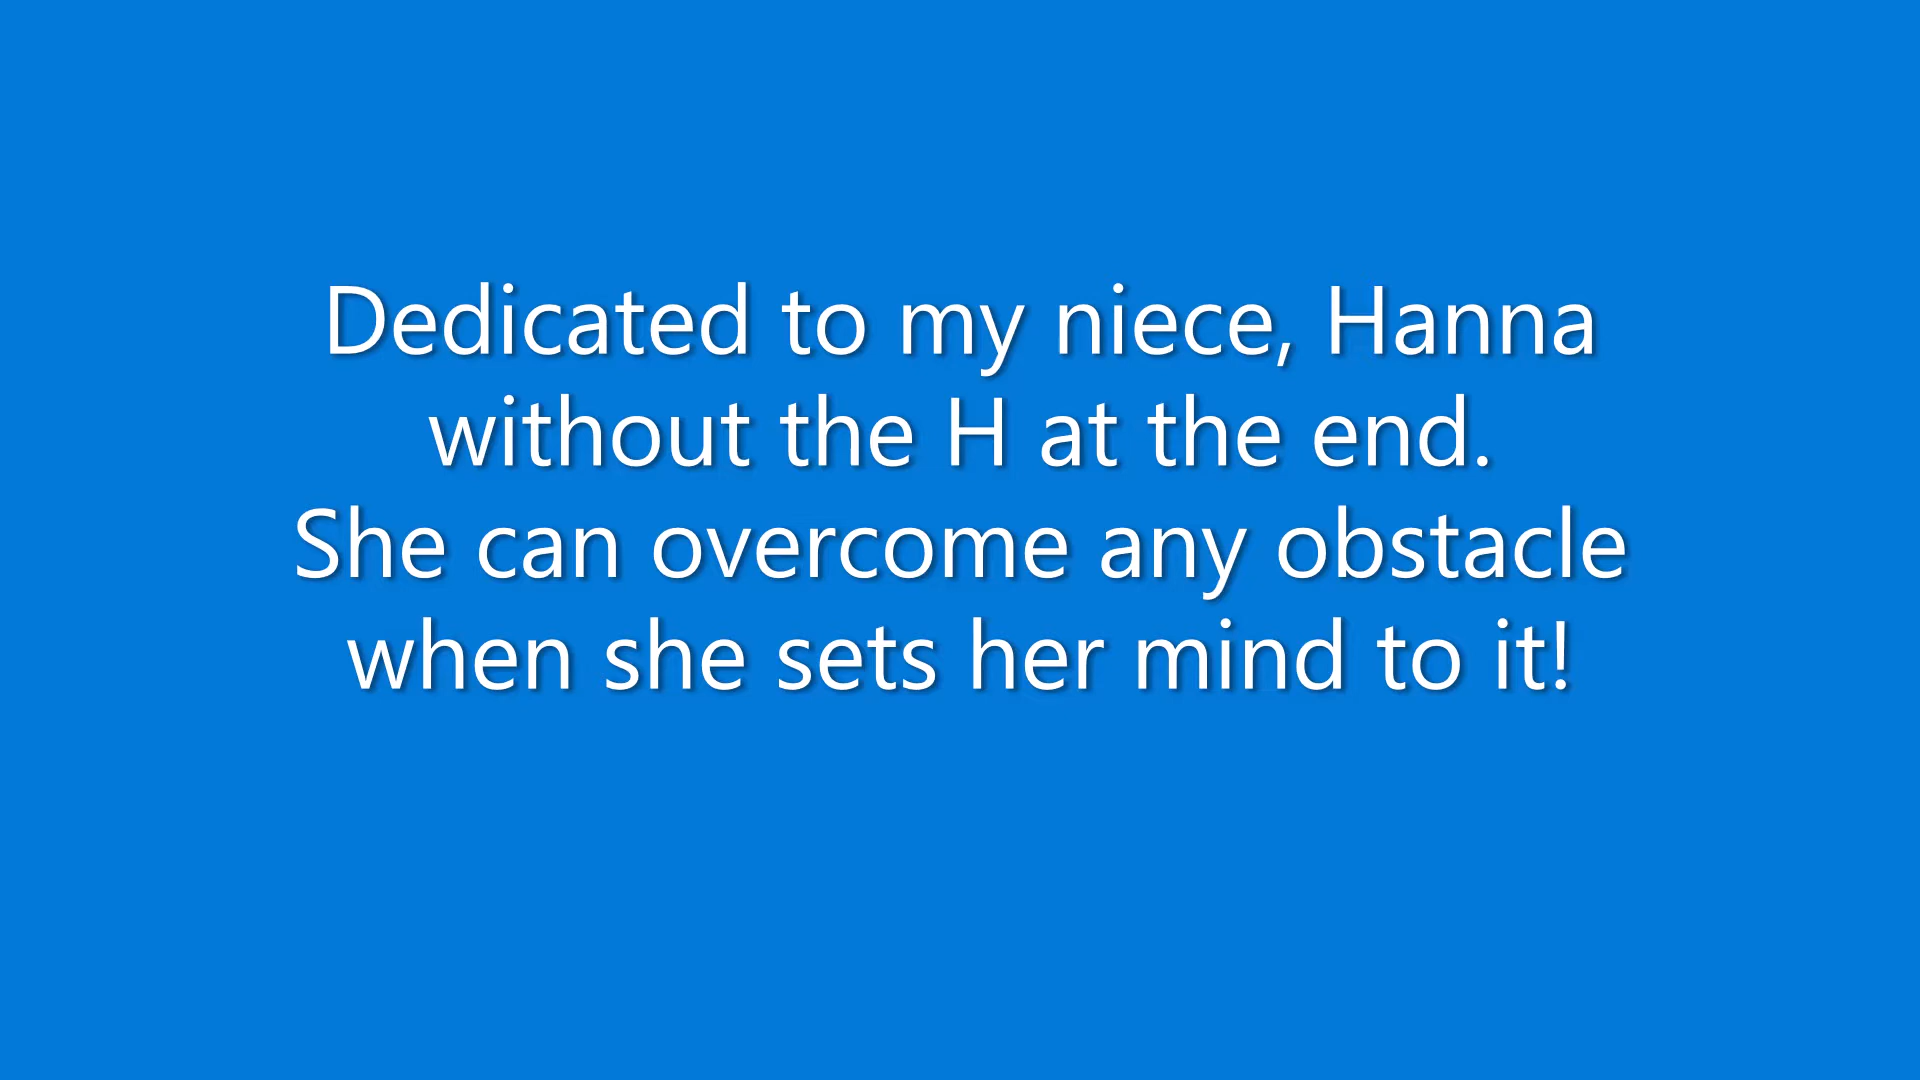 Dedicated to my niece, Hanna
without the H at the end.
She can overcome any obstacle
when she sets her mind to it!